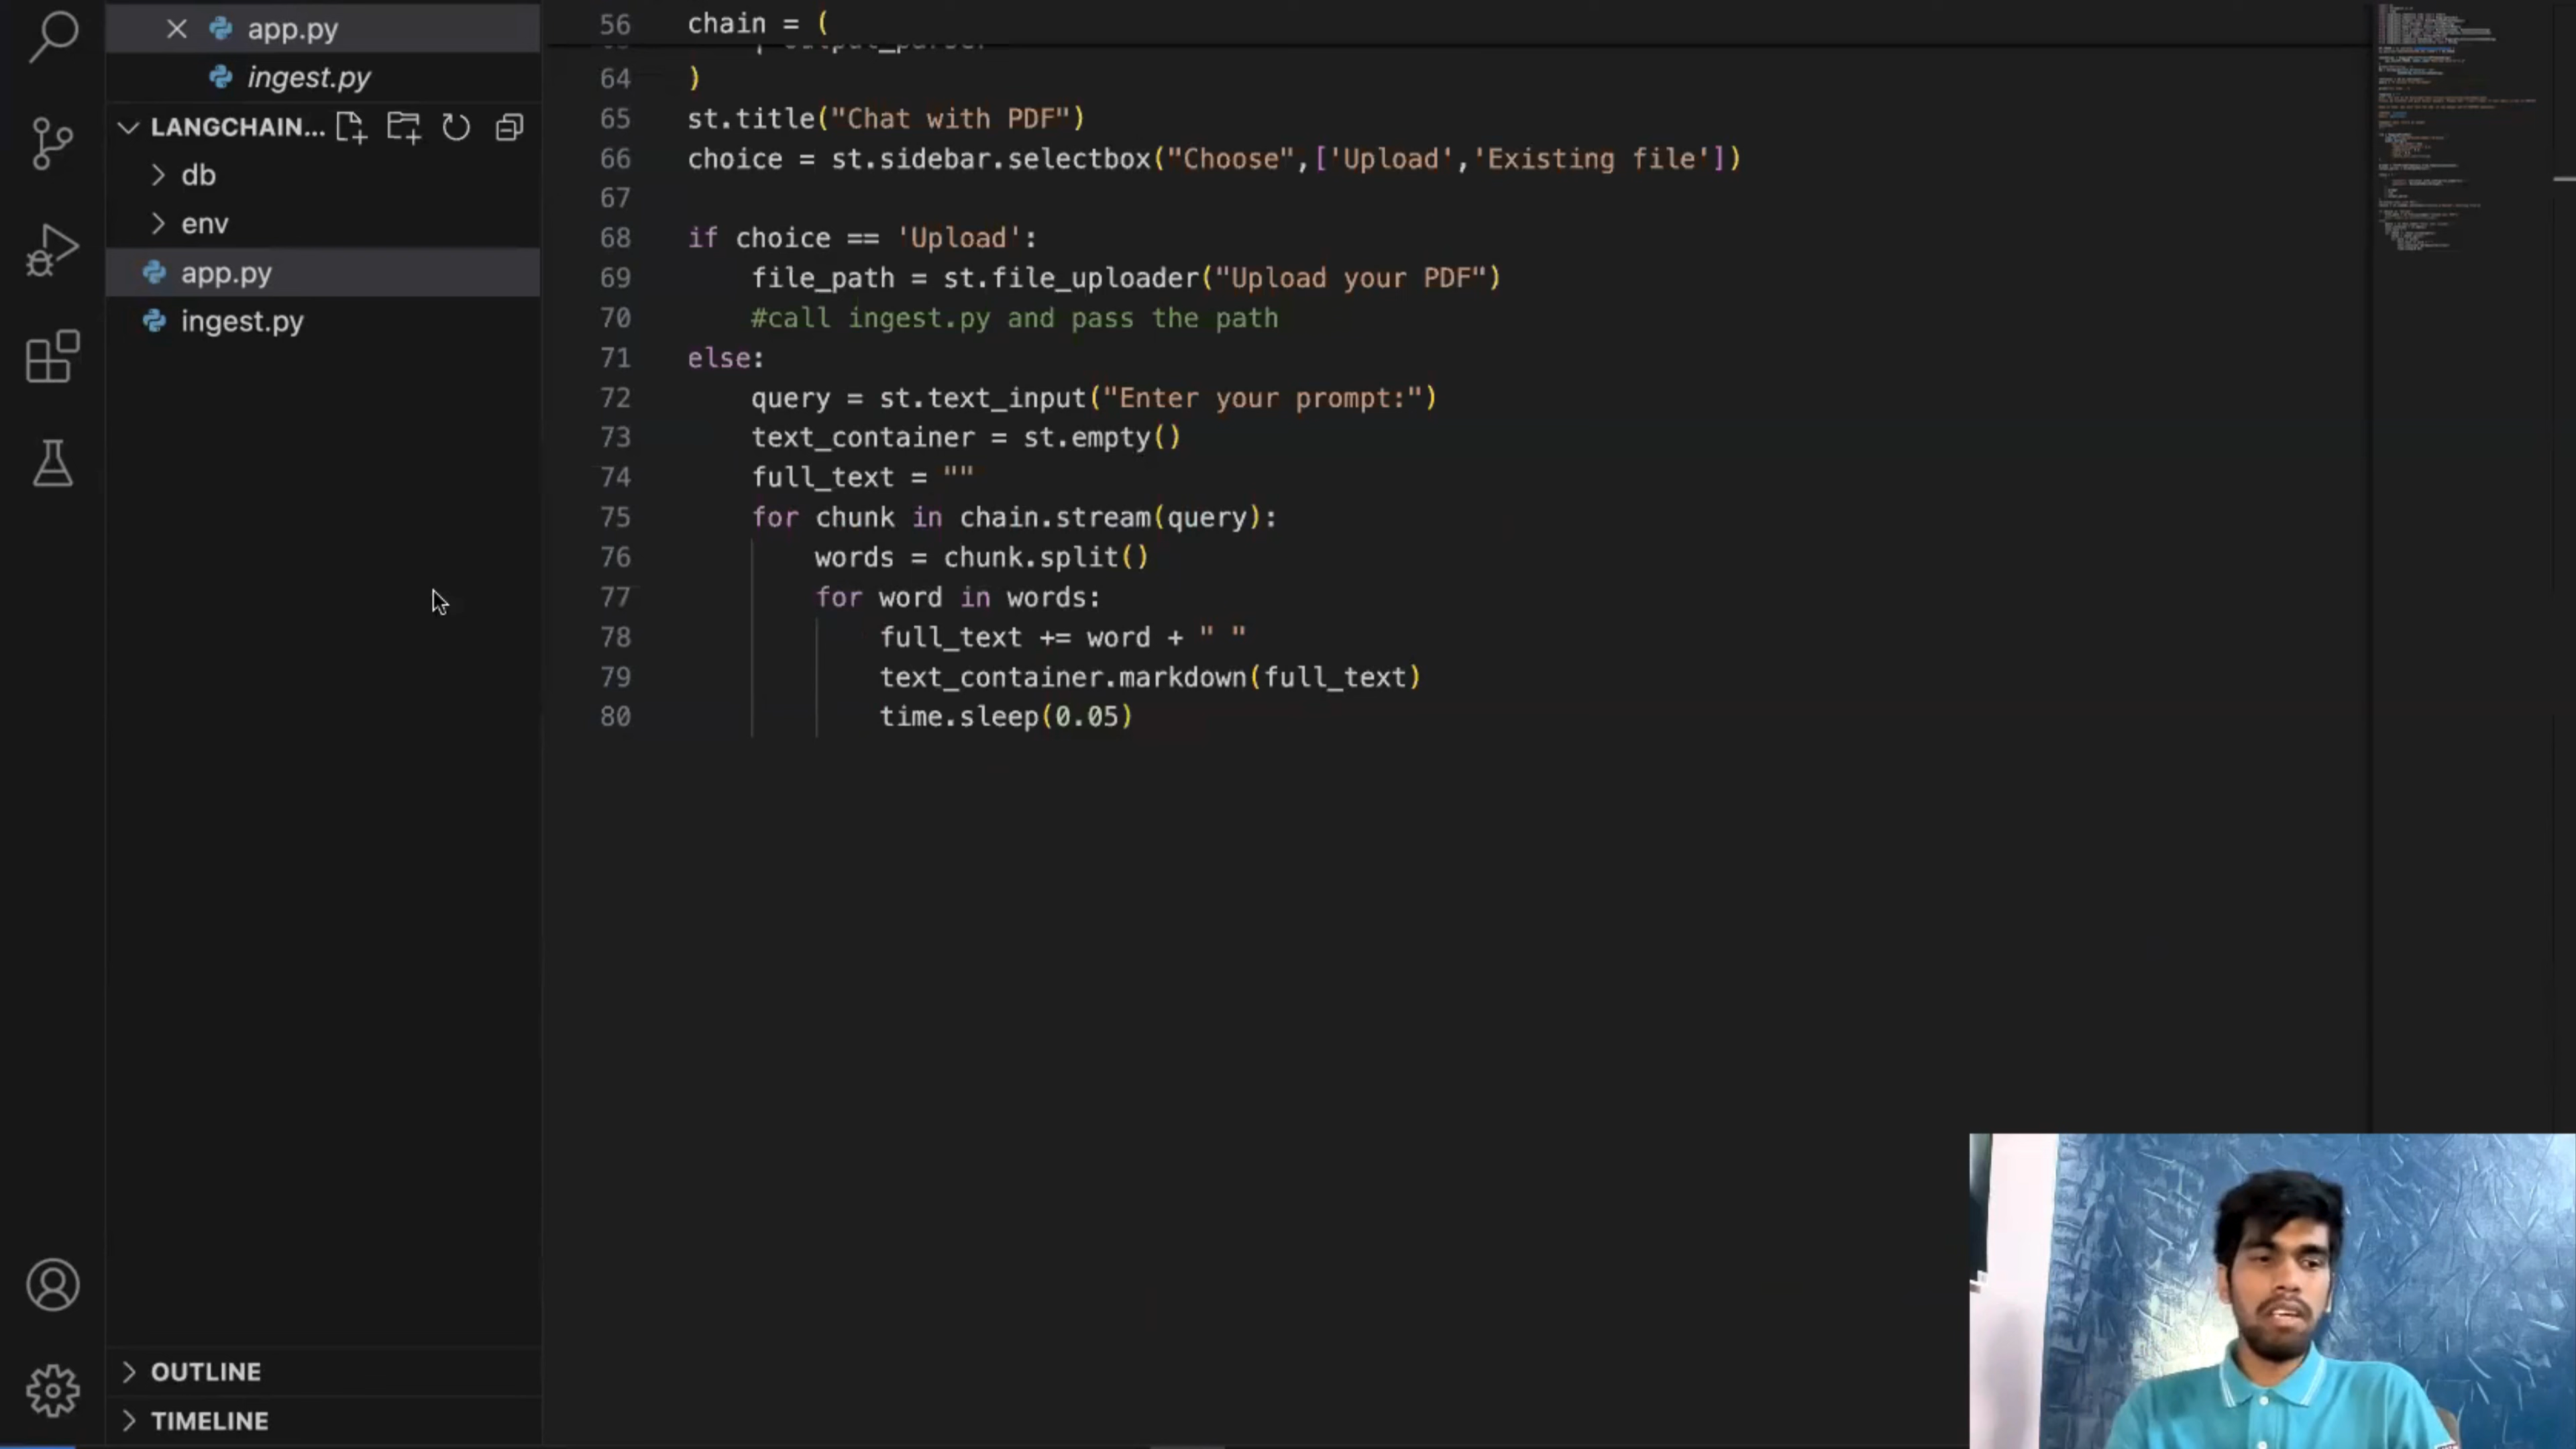 app.py
ingest.py
LANGCHAIN...
db
env
app.py
ingest.py
OUTLINE
TIMELINE
56 chain = (
output_parser
64 )
65 st.title("Chat with PDF")
66 choice = st.sidebar.selectbox("Choose",['Upload','Existing file'])
67
68 if choice == 'Upload':
69 file_path = st.file_uploader("Upload your PDF")
70 #call ingest.py and pass the path
71 else:
72 query = st.text_input("Enter your prompt:")
73 text_container = st.empty()
74 full_text = ""
75 for chunk in chain.stream(query):
76 words = chunk.split()
77 for word in words:
78 full_text += word + " "
79 text_container.markdown(full_text)
80 time.sleep(0.05)